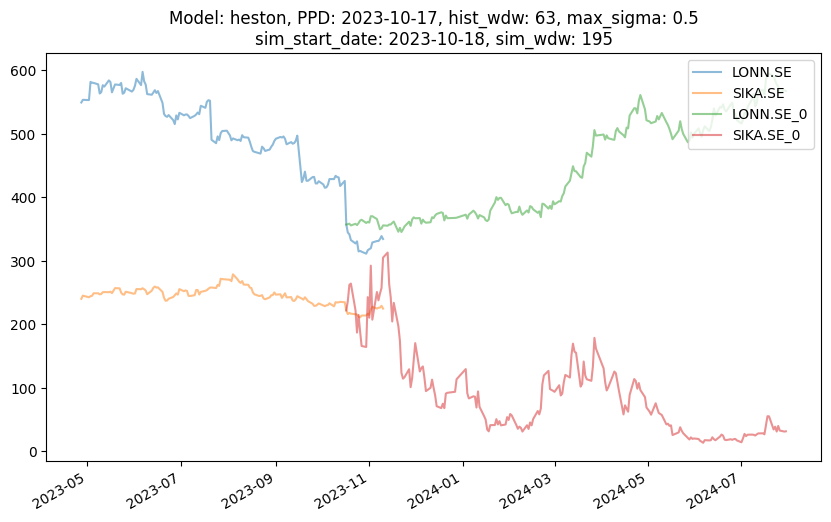 Model: heston, PPD: 2023-10-17, hist_wdw: 63, max_sigma: 0.5
sim_start_date: 2023-10-18, sim_wdw: 195
600
500
400
300
200
100
0
LONN.SE
SIKA.SE
LONN.SE_0
SIKA.SE_0
2023-05
2023-07
2023-09
2023-11
2024-01
2024-03
2024-05
2024-07